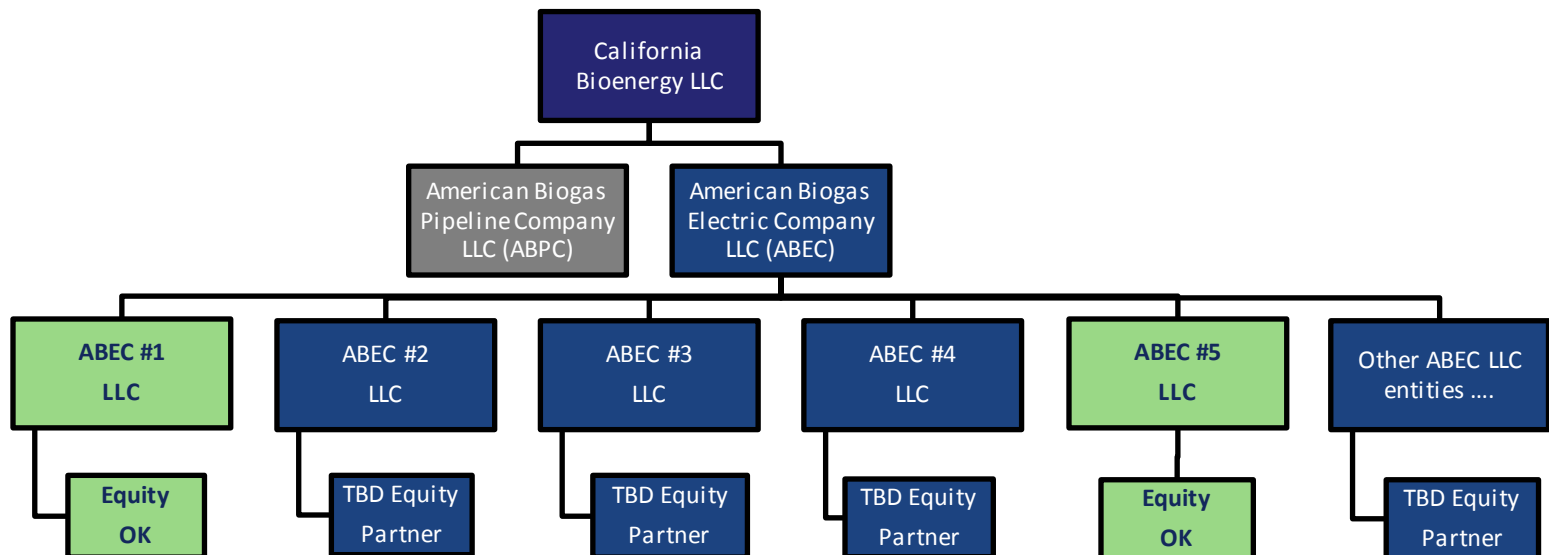 California
Bioenergy LLC
American Biogas
Pipeline Company
LLC (ABPC)
American Biogas
Electric Company
LLC (ABEC)
ABEC #1
LLC
ABEC #2
LLC
ABEC #3
LLC
ABEC #4
LLC
ABEC #5
LLC
Other ABEC LLC
entities ....
Equity
OK
TBD Equity
Partner
TBD Equity
Partner
TBD Equity
Partner
Equity
OK
TBD Equity
Partner